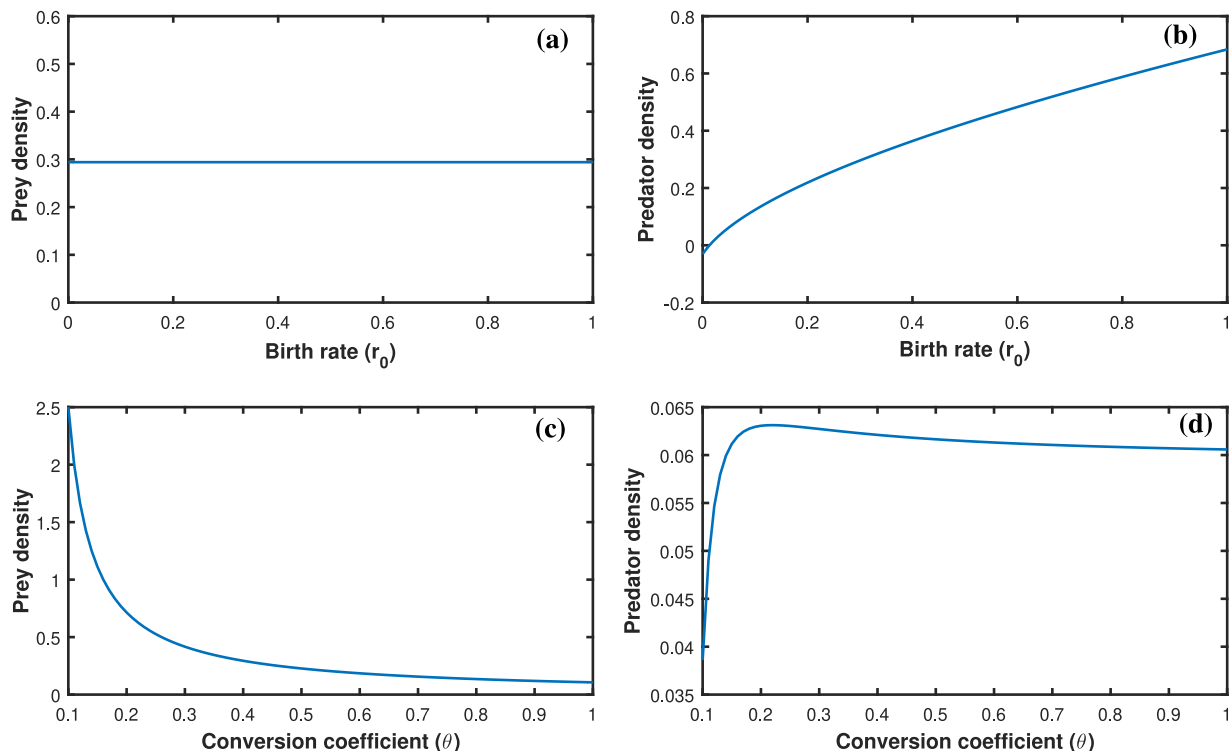 (a)
Prey density
0.6
0.5
0.4
0.3
0.2
0.1
0
0 0.2 0.4 0.6 0.8 1
Birth rate (r0)
(b)
Predator density
0.8
0.6
0.4
0.2
0
-0.2
0 0.2 0.4 0.6 0.8 1
Birth rate (r0)
(c)
Prey density
2.5
2
1.5
1
0.5
0
0.1 0.2 0.3 0.4 0.5 0.6 0.7 0.8 0.9 1
Conversion coefficient (θ)
(d)
Predator density
0.065
0.06
0.055
0.05
0.045
0.04
0.035
0.1 0.2 0.3 0.4 0.5 0.6 0.7 0.8 0.9 1
Conversion coefficient (θ)